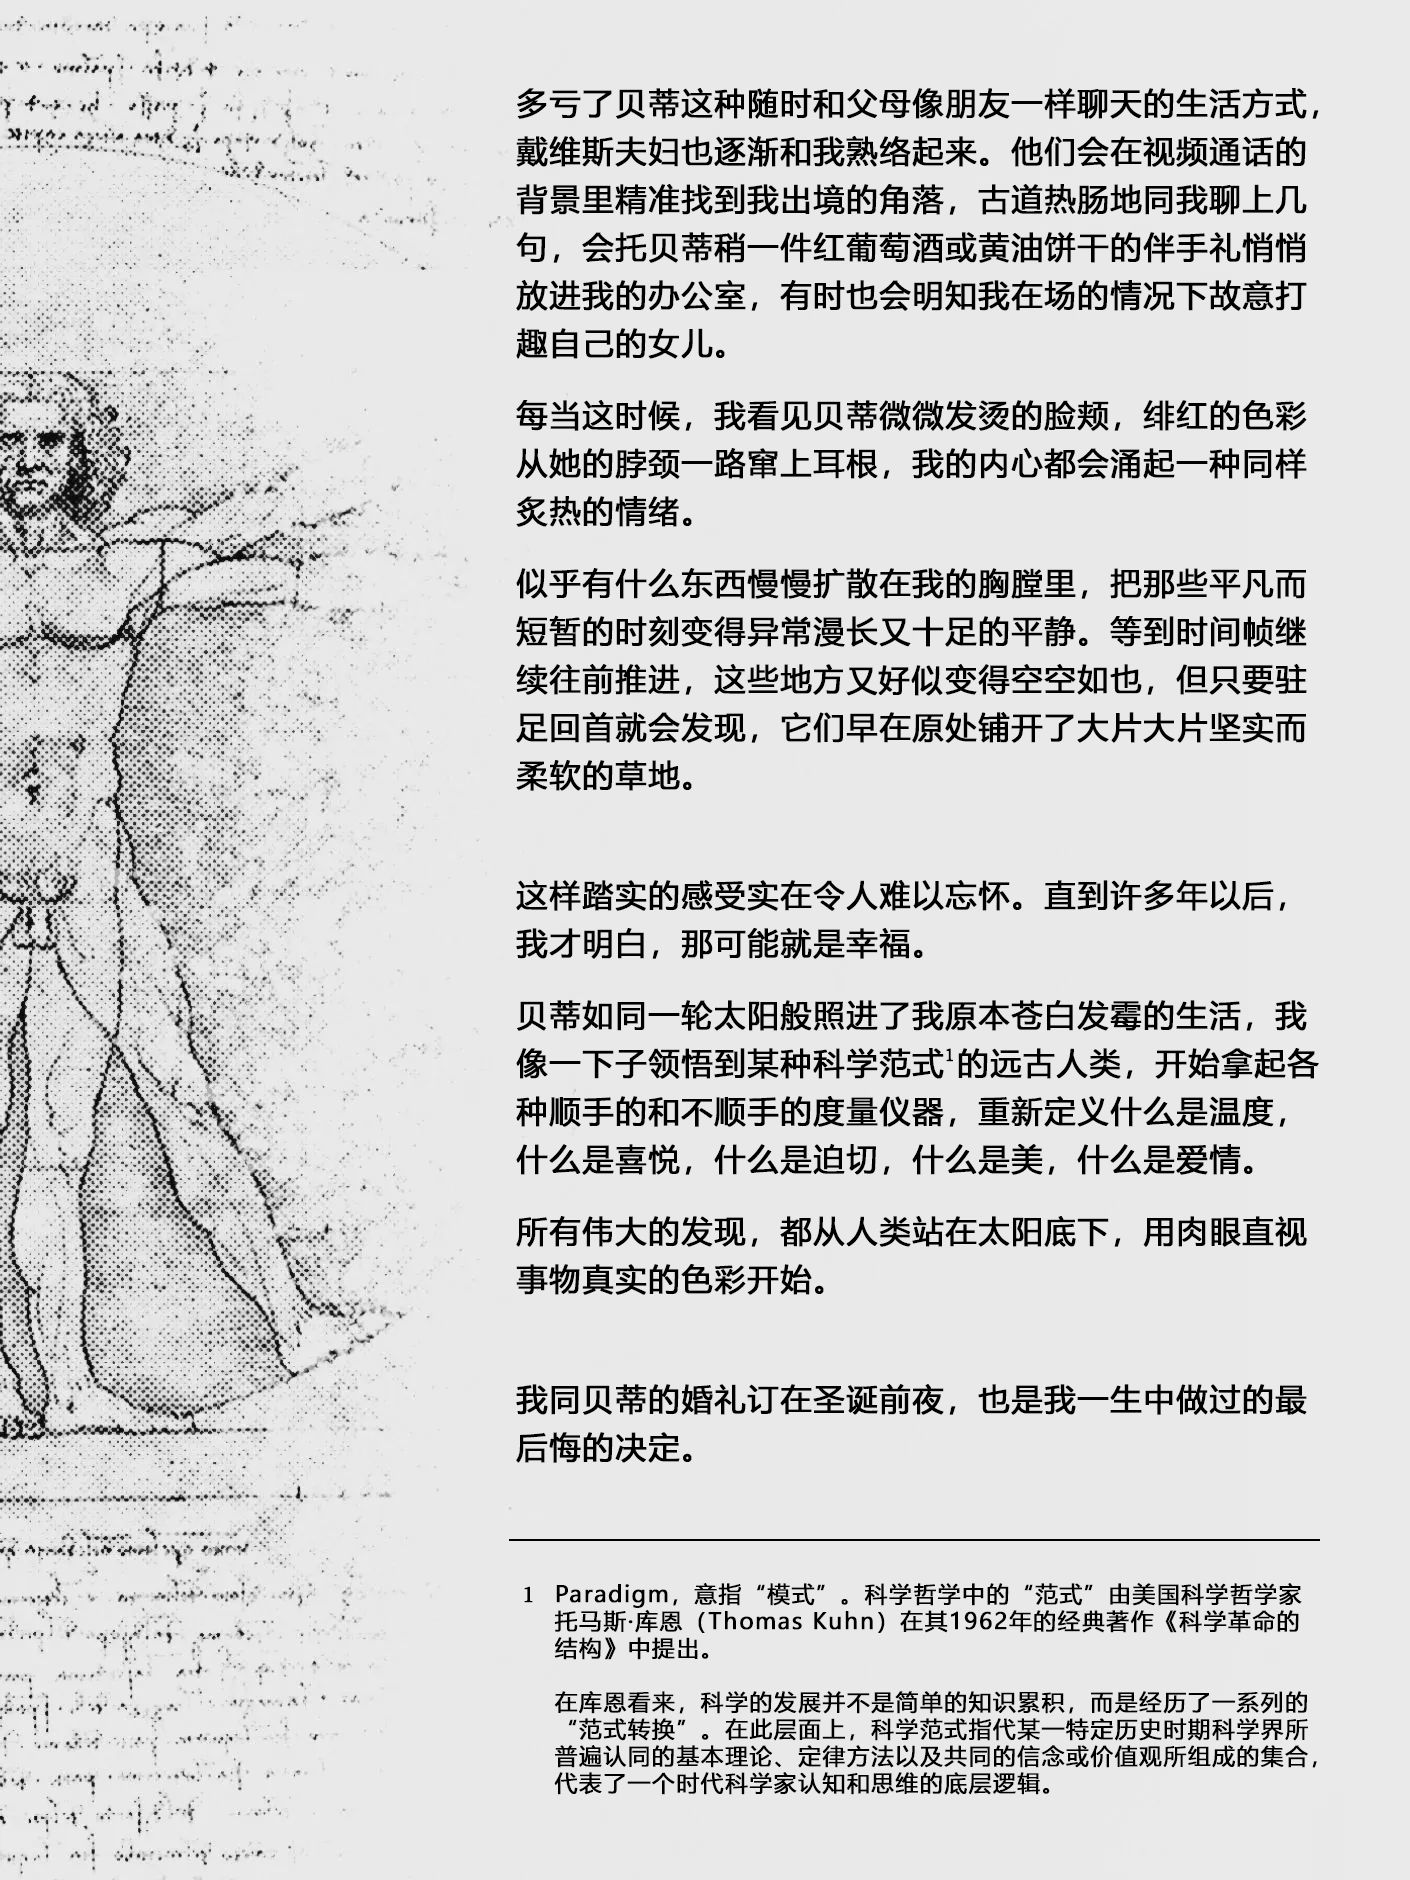 多亏了贝蒂这种随时和父母像朋友一样聊天的生活方式，
戴维斯夫妇也逐渐和我熟络起来。他们会在视频通话的
背景里精准找到我出境的角落，古道热肠地同我聊上几
句，会托贝蒂稍一件红葡萄酒或黄油饼干的伴手礼悄悄
放进我的办公室，有时也会明知我在场的情况下故意打
趣自己的女儿。
每当这时候，我看见贝蒂微微发烫的脸颊，绯红的色彩
从她的脖颈一路窜上耳根，我的内心都会涌起一种同样
炙热的情绪。
似乎有什么东西慢慢扩散在我的胸膛里，把那些平凡而
短暂的时刻变得异常漫长又十足的平静。等到时间帧继
续往前推进，这些地方又好似变得空空如也，但只要驻
足回首就会发现，它们早在原处铺开了大片大片坚实而
柔软的草地。
这样踏实的感受实在令人难以忘怀。直到许多年以后，
我才明白，那可能就是幸福。
贝蒂如同一轮太阳般照进了我原本苍白发霉的生活，我
像一下子领悟到某种科学范式1的远古人类，开始拿起各
种顺手的和不顺手的度量仪器，重新定义什么是温度，
什么是喜悦，什么是迫切，什么是美，什么是爱情。
所有伟大的发现，都从人类站在太阳底下，用肉眼直视
事物真实的色彩开始。
我同贝蒂的婚礼订在圣诞前夜，也是我一生中做过的最
后悔的决定。
1 Paradigm，意指“模式”。科学哲学中的“范式”由美国科学哲学家
托马斯·库恩（Thomas Kuhn）在其1962年的经典著作《科学革命的
结构》中提出。
在库恩看来，科学的发展并不是简单的知识累积，而是经历了一系列的
“范式转换”。在此层面上，科学范式指代某一特定历史时期科学界所
普遍认同的基本理论、定律方法以及共同的信念或价值观所组成的集合，
代表了一个时代科学家认知和思维的底层逻辑。